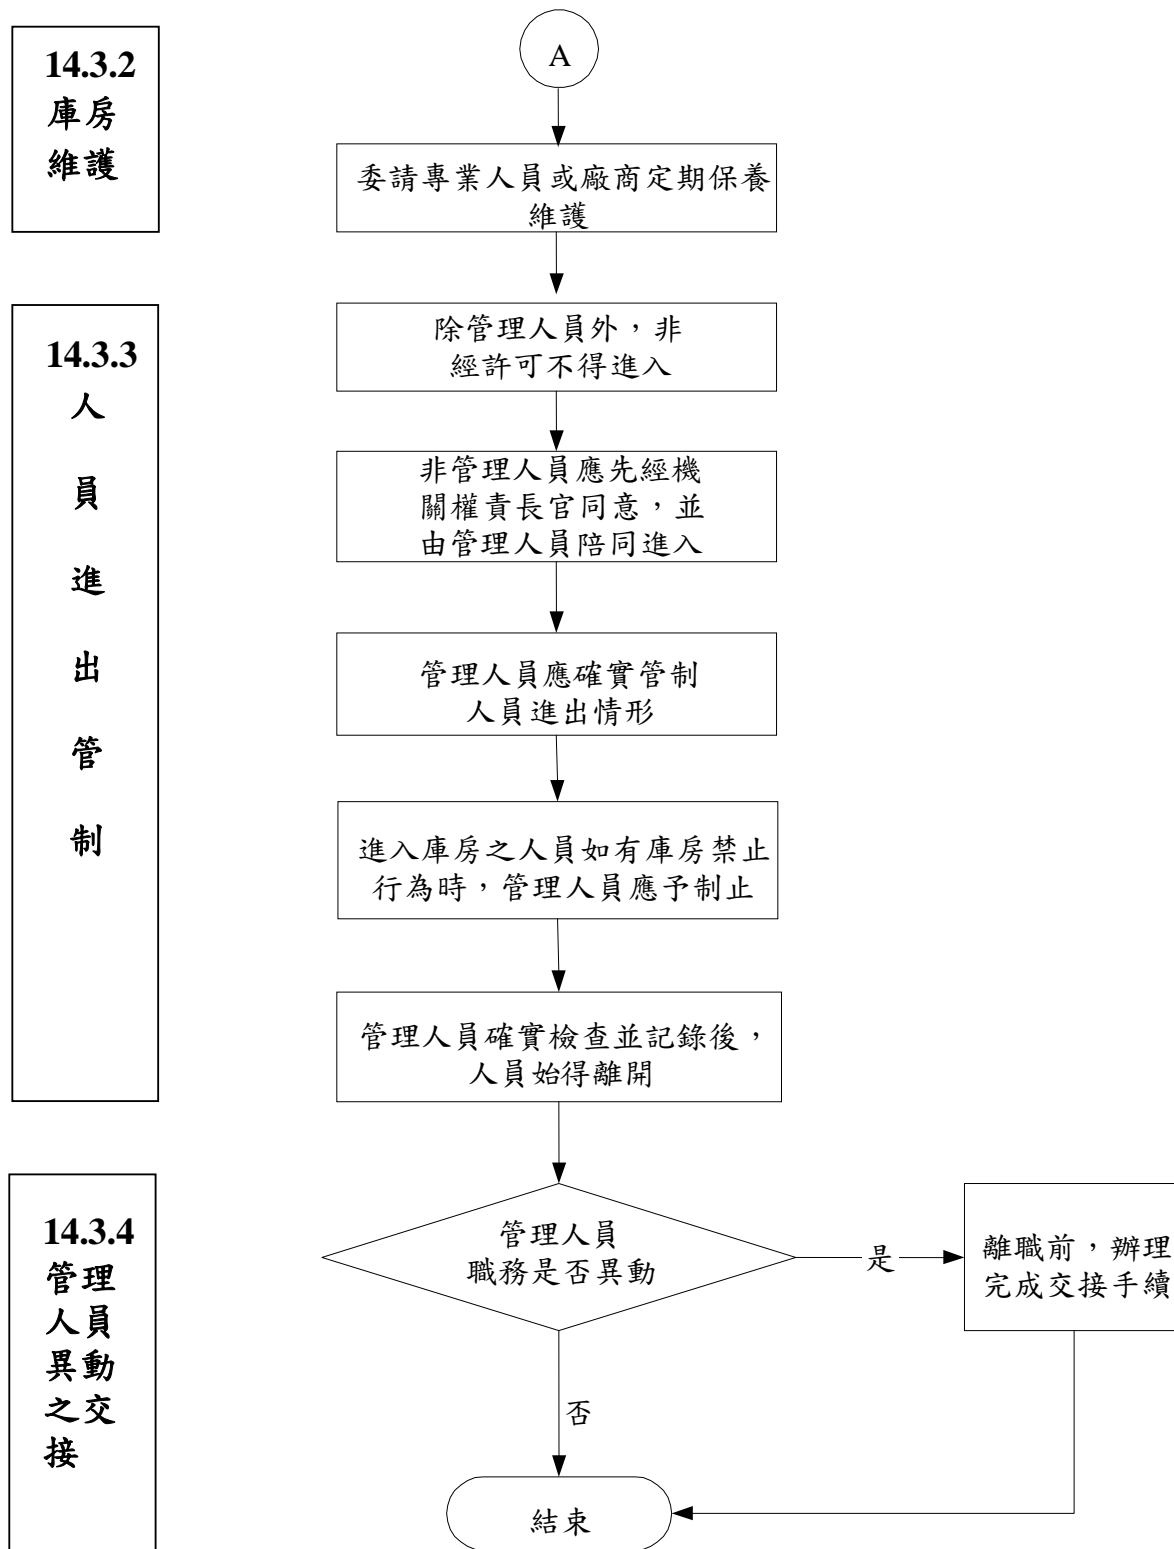 14.3.2
庫房
維護
A
委請專業人員或廠商定期保養
維護
14.3.3
人
員
進
出
管
制
除管理人員外，非
經許可不得進入
非管理人員應先經機
關權責長官同意，並
由管理人員陪同進入
管理人員應確實管制
人員進出情形
進入庫房之人員如有庫房禁止
行為時，管理人員應予制止
管理人員確實檢查並記錄後，
人員始得離開
14.3.4
管理
人員
異動
之交
接
管理人員
職務是否異動
是
離職前，辦理
完成交接手續
否
結束